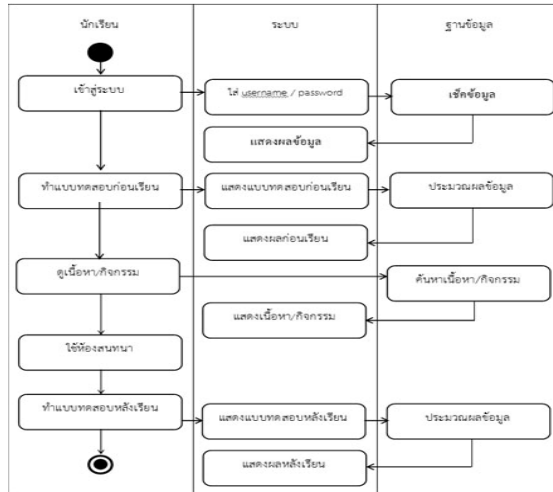 นักเรียน ระบบ ฐานข้อมูล
เข้าสู่ระบบ ใส่ username / password เช็คข้อมูล
แสดงผลข้อมูล
ทำแบบทดสอบก่อนเรียน แสดงแบบทดสอบก่อนเรียน ประมวณผลข้อมูล
แสดงผลก่อนเรียน
ดูเนื้อหา/กิจกรรม ค้นหาเนื้อหา/กิจกรรม
แสดงเนื้อหา/กิจกรรม
ใช้ห้องสนทนา
ทำแบบทดสอบหลังเรียน แสดงแบบทดสอบหลังเรียน ประมวณผลข้อมูล
แสดงผลหลังเรียน